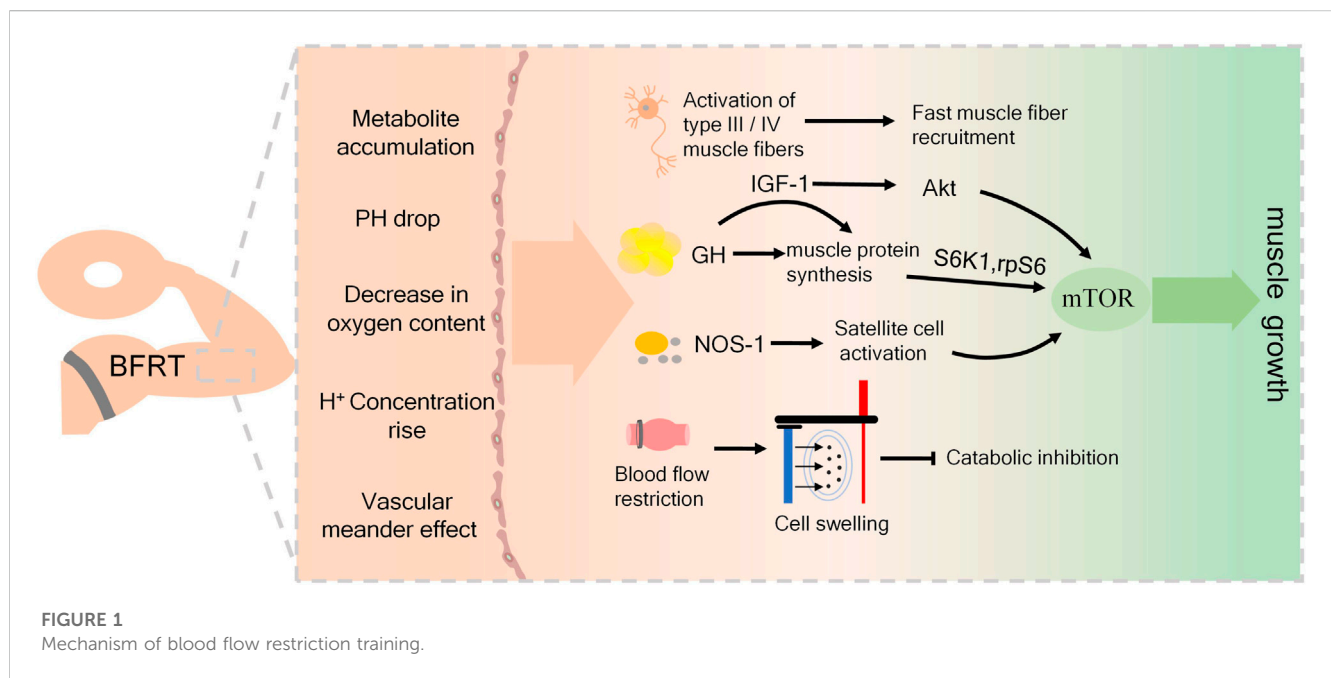 BFRT
Metabolite
accumulation
PH drop
Decrease in
oxygen content
H⁺ Concentration
rise
Vascular
meander effect
Activation of
type III / IV
muscle fibers
Fast muscle fiber
recruitment
IGF-1
Akt
GH
muscle protein
synthesis
S6K1,rpS6
mTOR
NOS-1
Satellite cell
activation
Blood flow
restriction
Cell swelling
Catabolic inhibition
muscle growth
FIGURE 1
Mechanism of blood flow restriction training.